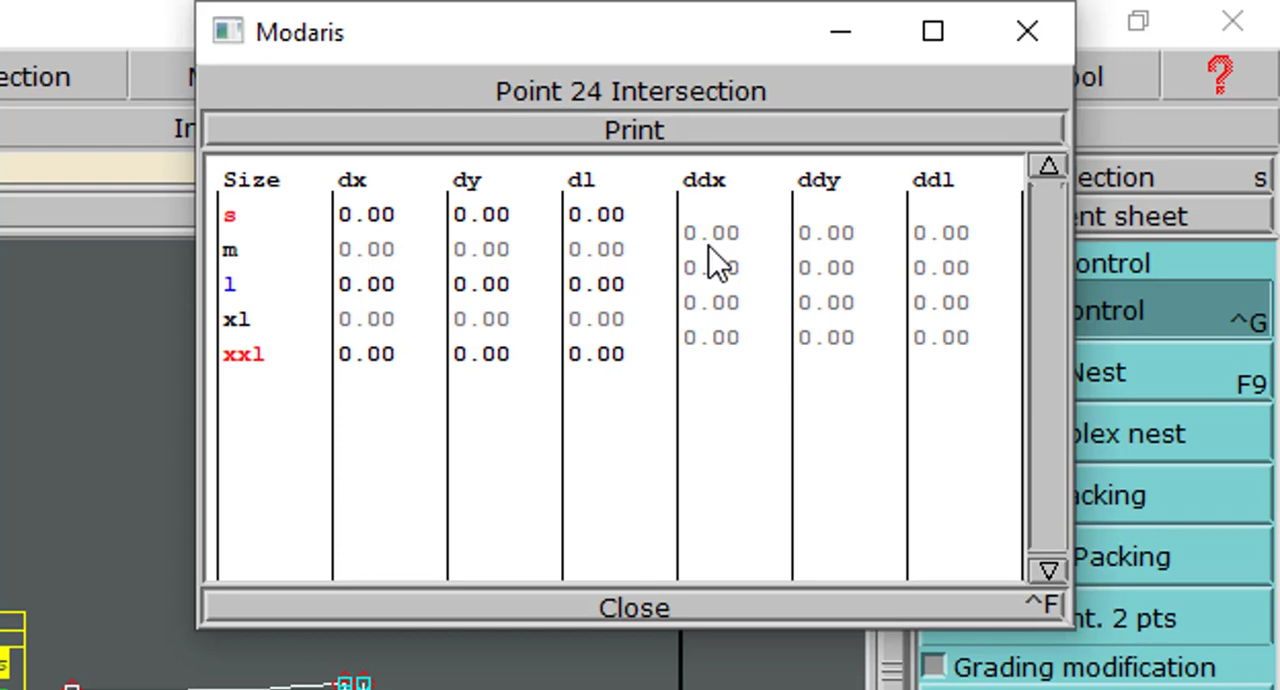 Modaris
Point 24 Intersection
Print
Size dx dy dl ddx ddy ddl
s 0.00 0.00 0.00
0.00 0.00 0.00
m 0.00 0.00 0.00
0.00 0.00
l 0.00 0.00 0.00
0.00 0.00 0.00
xl 0.00 0.00 0.00
0.00 0.00 0.00
xxl 0.00 0.00 0.00
Close ^F
ection
ool ?
ection s
ent sheet
ontrol
ontrol ^G
Nest F9
plex nest
acking
Packing
nt. 2 pts
Grading modification